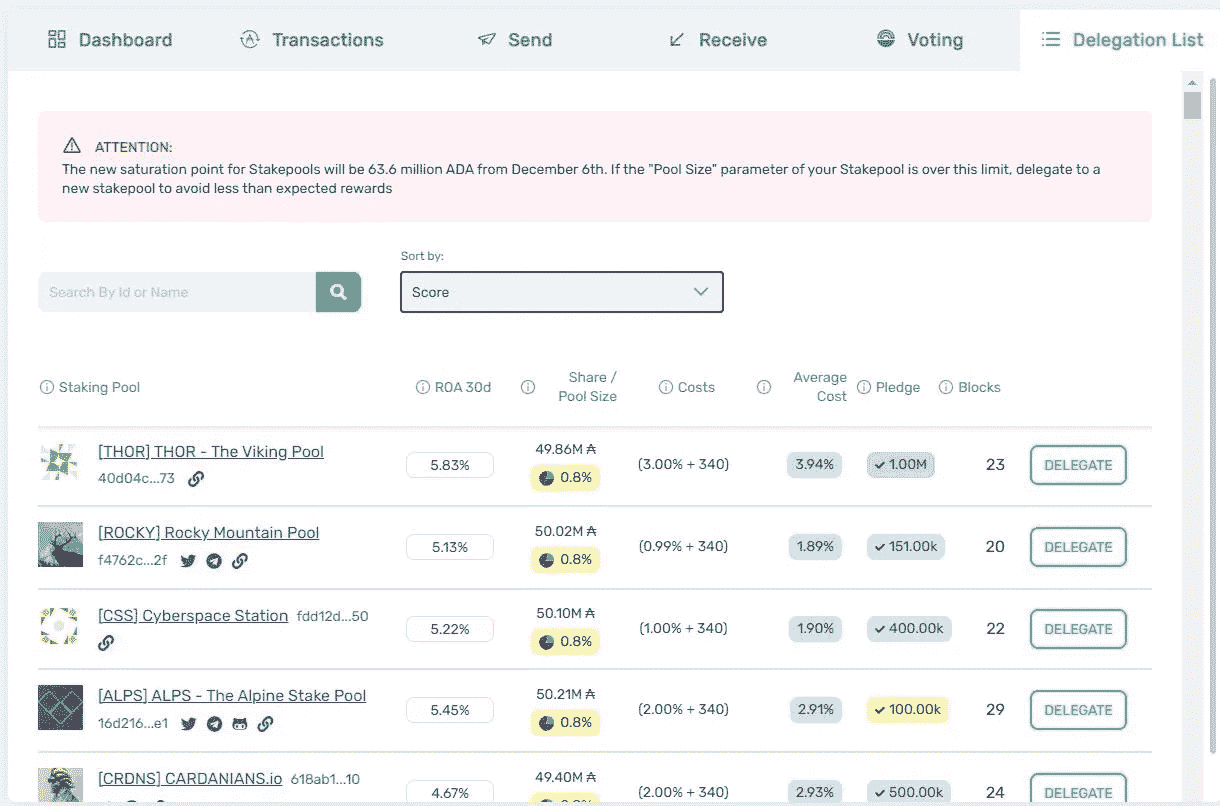 Dashboard Transactions Send Receive Voting Delegation List
ATTENTION:
The new saturation point for Stakepools will be 63.6 million ADA from December 6th. If the "Pool Size" parameter of your Stakepool is over this limit, delegate to a
new stakepool to avoid less than expected rewards
Sort by:
Search By Id or Name
Score
Staking Pool ROA 30d Share / Pool Size Costs Average Cost Pledge Blocks
[THOR] THOR - The Viking Pool 49.86M ₳
40d04c...73 5.83% 0.8% (3.00% + 340) 3.94% 1.00M 23 DELEGATE
[ROCKY] Rocky Mountain Pool 50.02M ₳
f4762c...2f 5.13% 0.8% (0.99% + 340) 1.89% 151.00k 20 DELEGATE
[CSS] Cyberspace Station fdd12d...50 50.10M ₳
5.22% 0.8% (1.00% + 340) 1.90% 400.00k 22 DELEGATE
[ALPS] ALPS - The Alpine Stake Pool 50.21M ₳
16d216...e1 5.45% 0.8% (2.00% + 340) 2.91% 100.00k 29 DELEGATE
[CRDNS] CARDANIANS.io 618ab1...10 49.40M ₳
4.67% (2.00% + 340) 2.93% 500.00k 24 DELEGATE